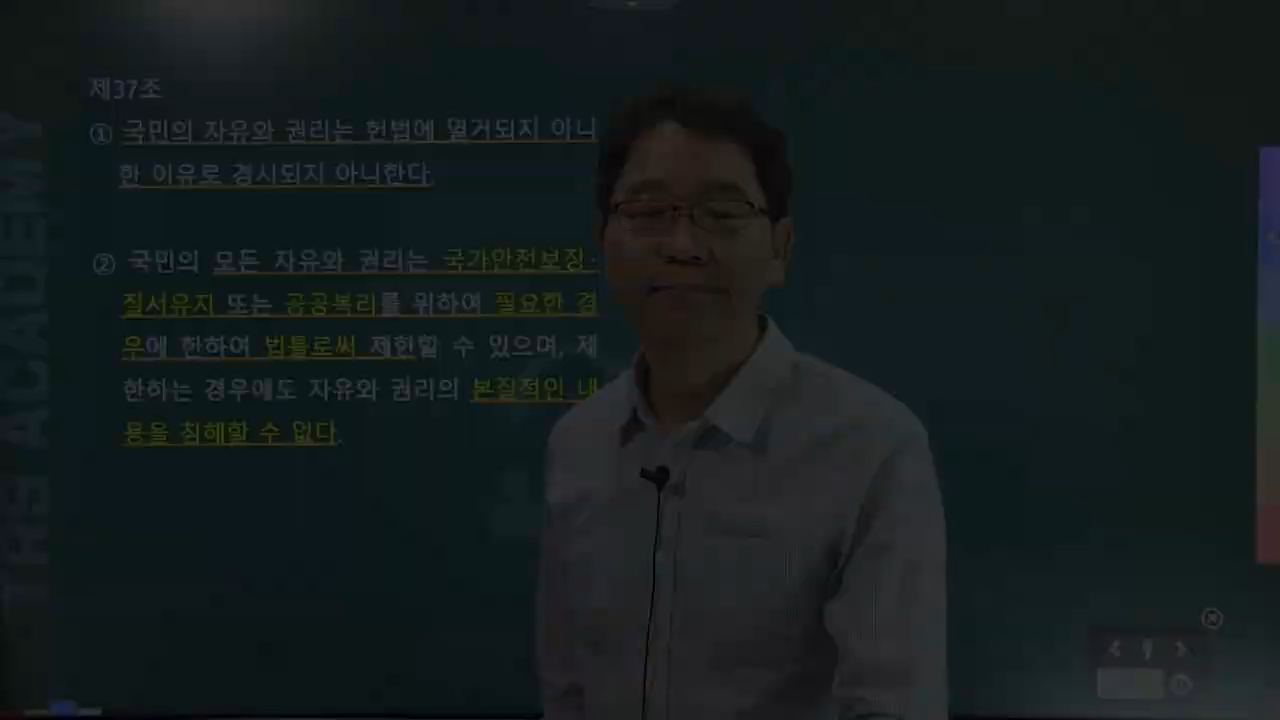 제37조
① 국민의 자유와 권리는 헌법에 열거되지 아니
한 이유로 경시되지 아니한다.
② 국민의 모든 자유와 권리는 국가안전보장·
질서유지 또는 공공복리를 위하여 필요한 경
우에 한하여 법률로써 제한할 수 있으며, 제
한하는 경우에도 자유와 권리의 본질적인 내
용을 침해할 수 없다.
TRS ACADEMY